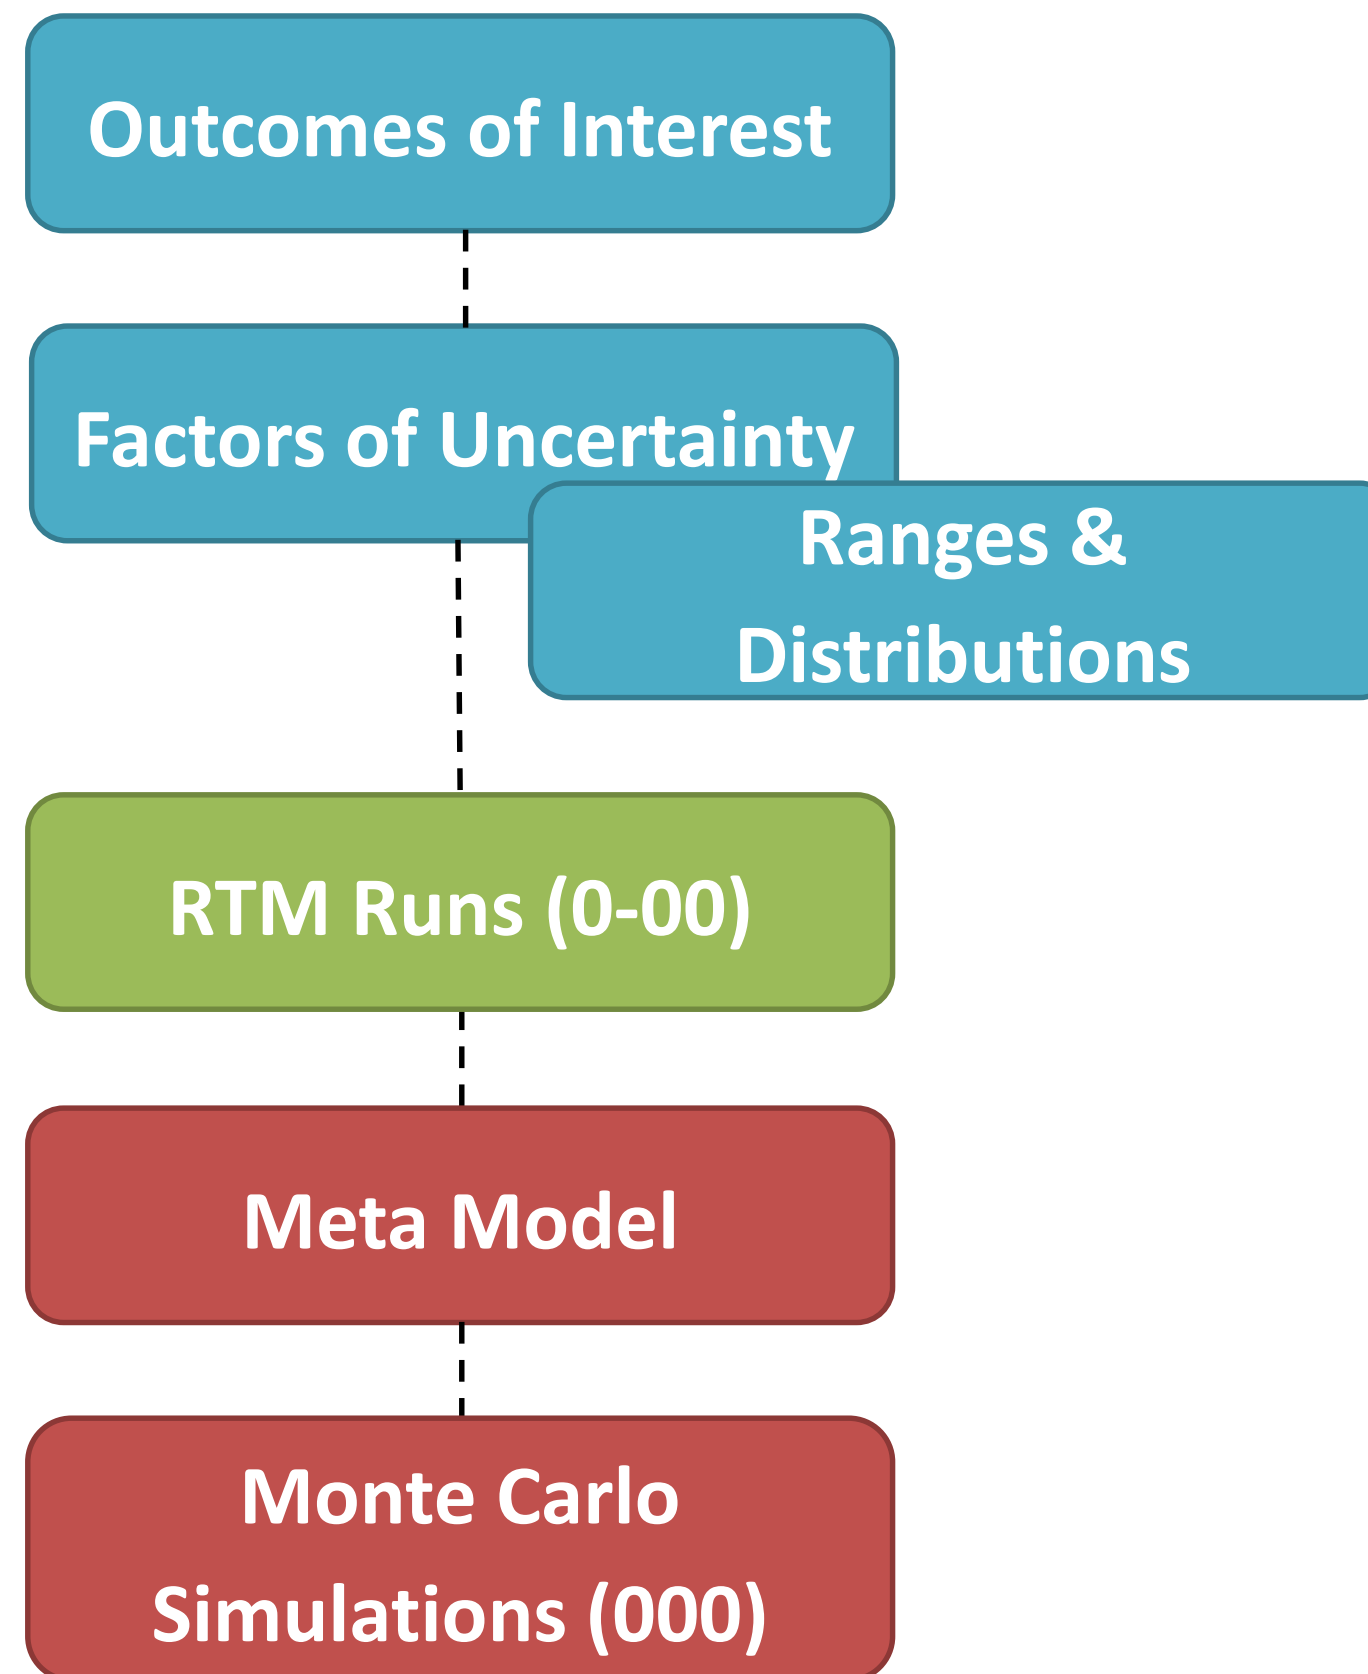 Outcomes of Interest
Factors of Uncertainty
Ranges &
Distributions
RTM Runs (0-00)
Meta Model
Monte Carlo
Simulations (000)